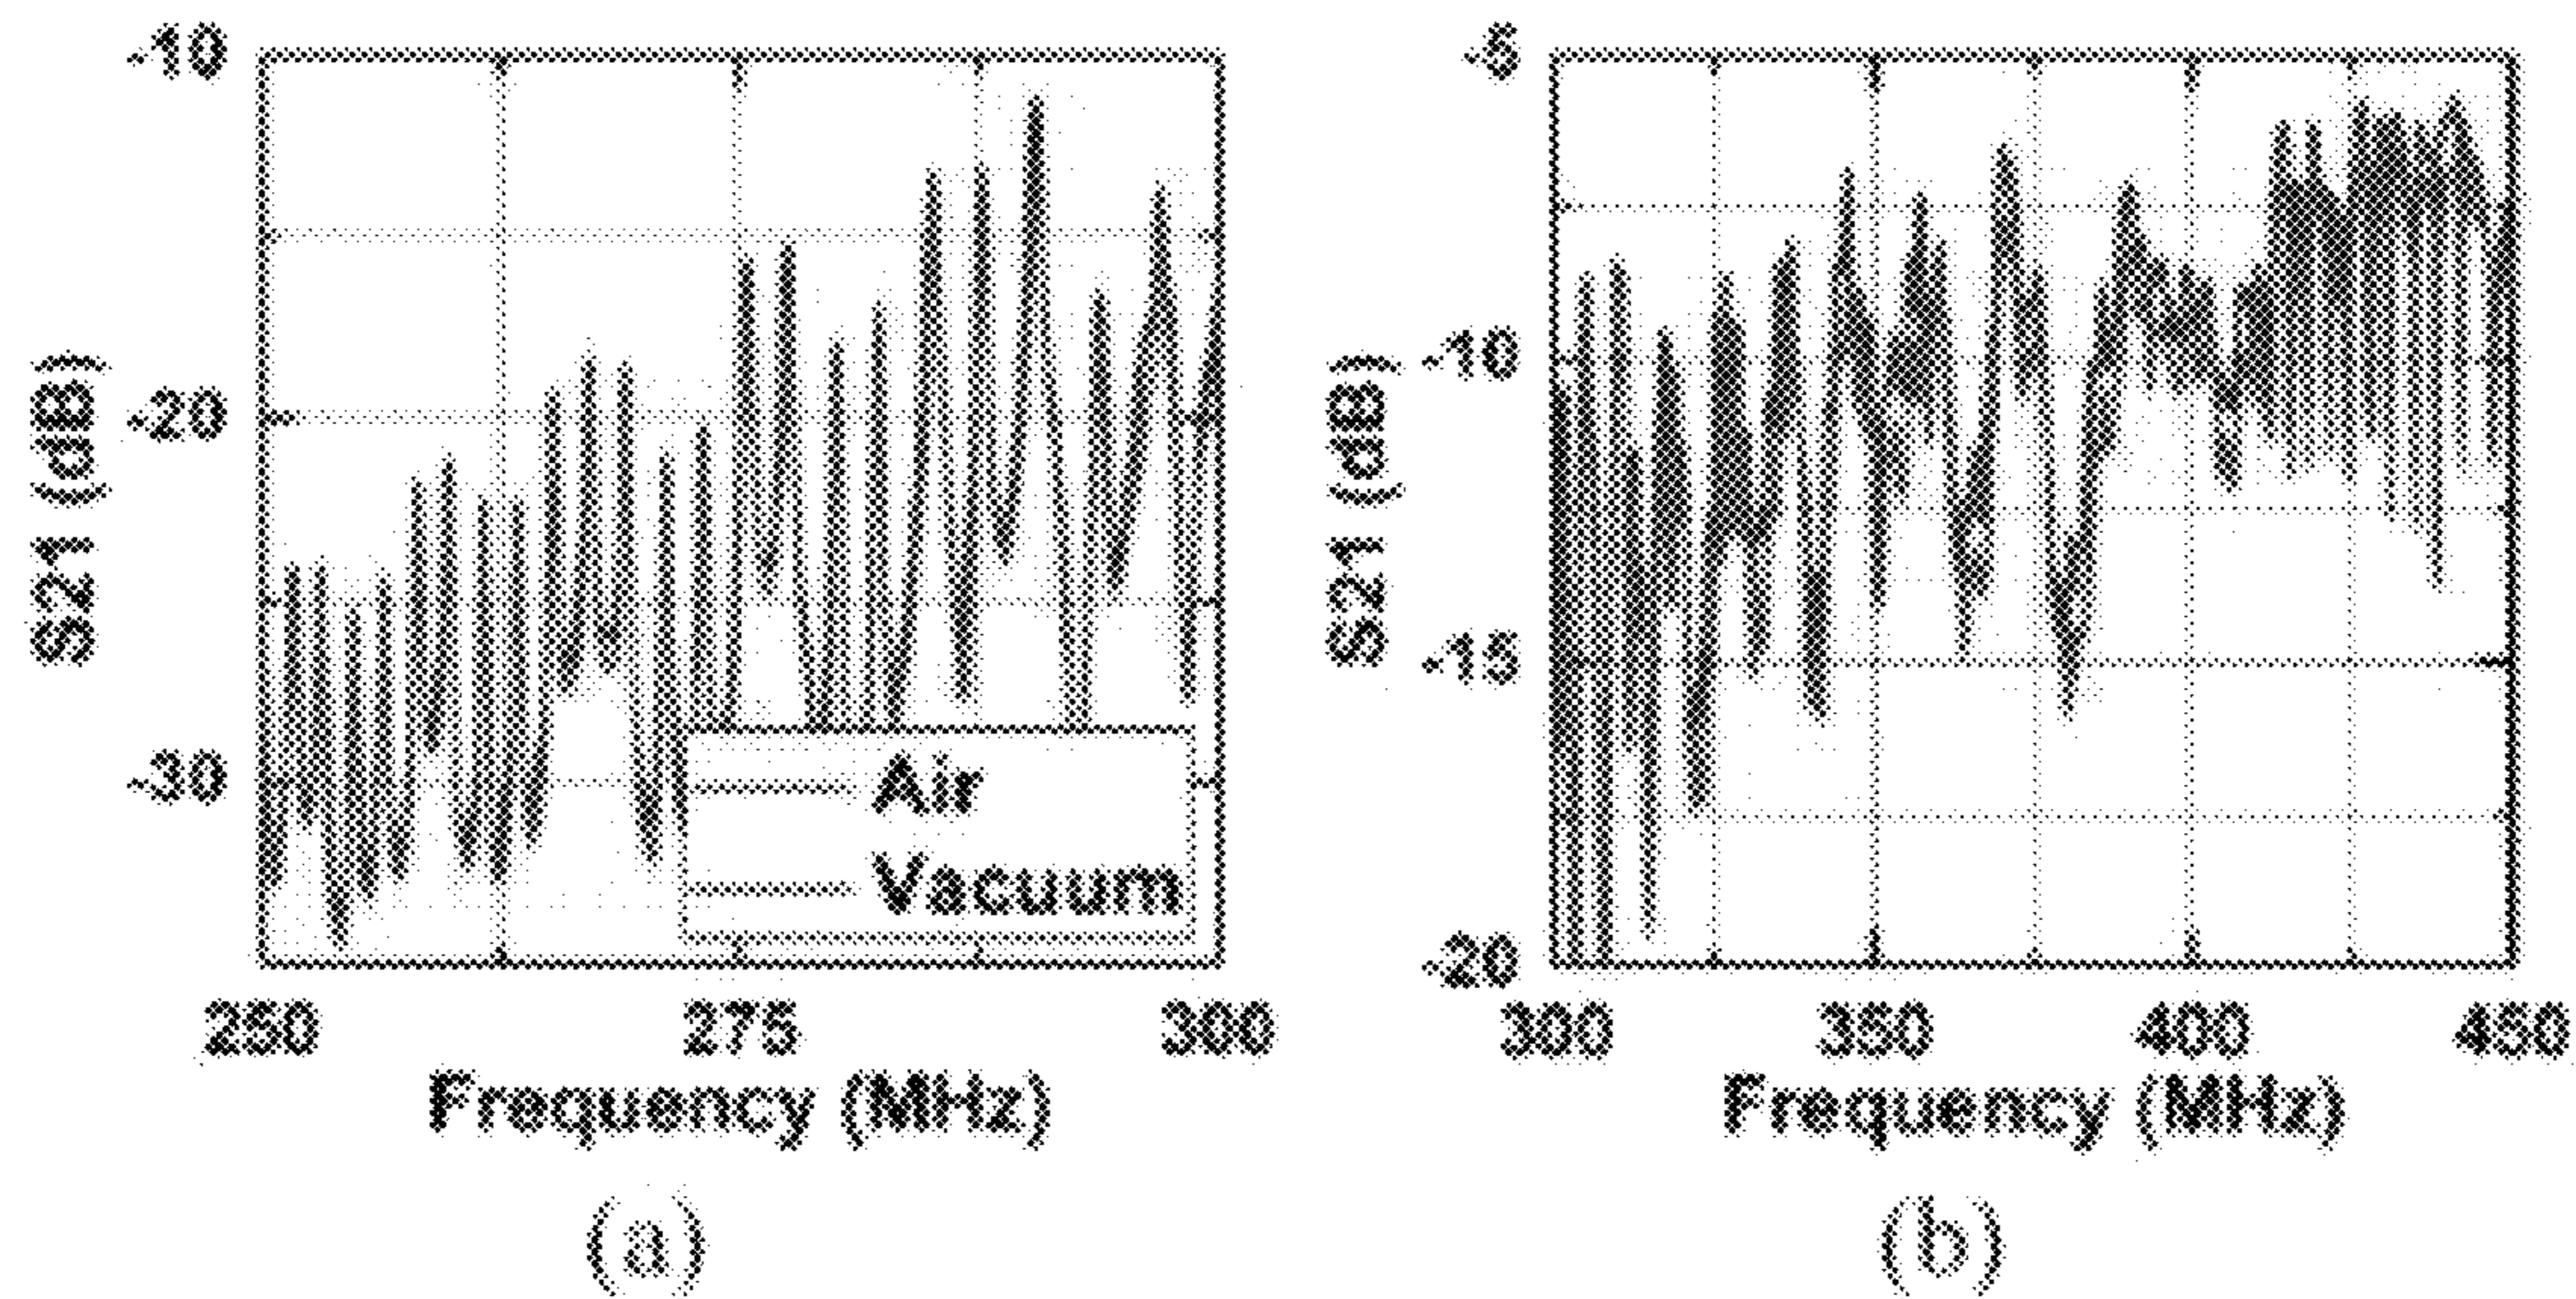 -10
-20
-30
S21 (dB)
Air
Vacuum
250 275 300
Frequency (MHz)
(a)
-5
-10
-15
-20
S21 (dB)
300 350 400 450
Frequency (MHz)
(b)